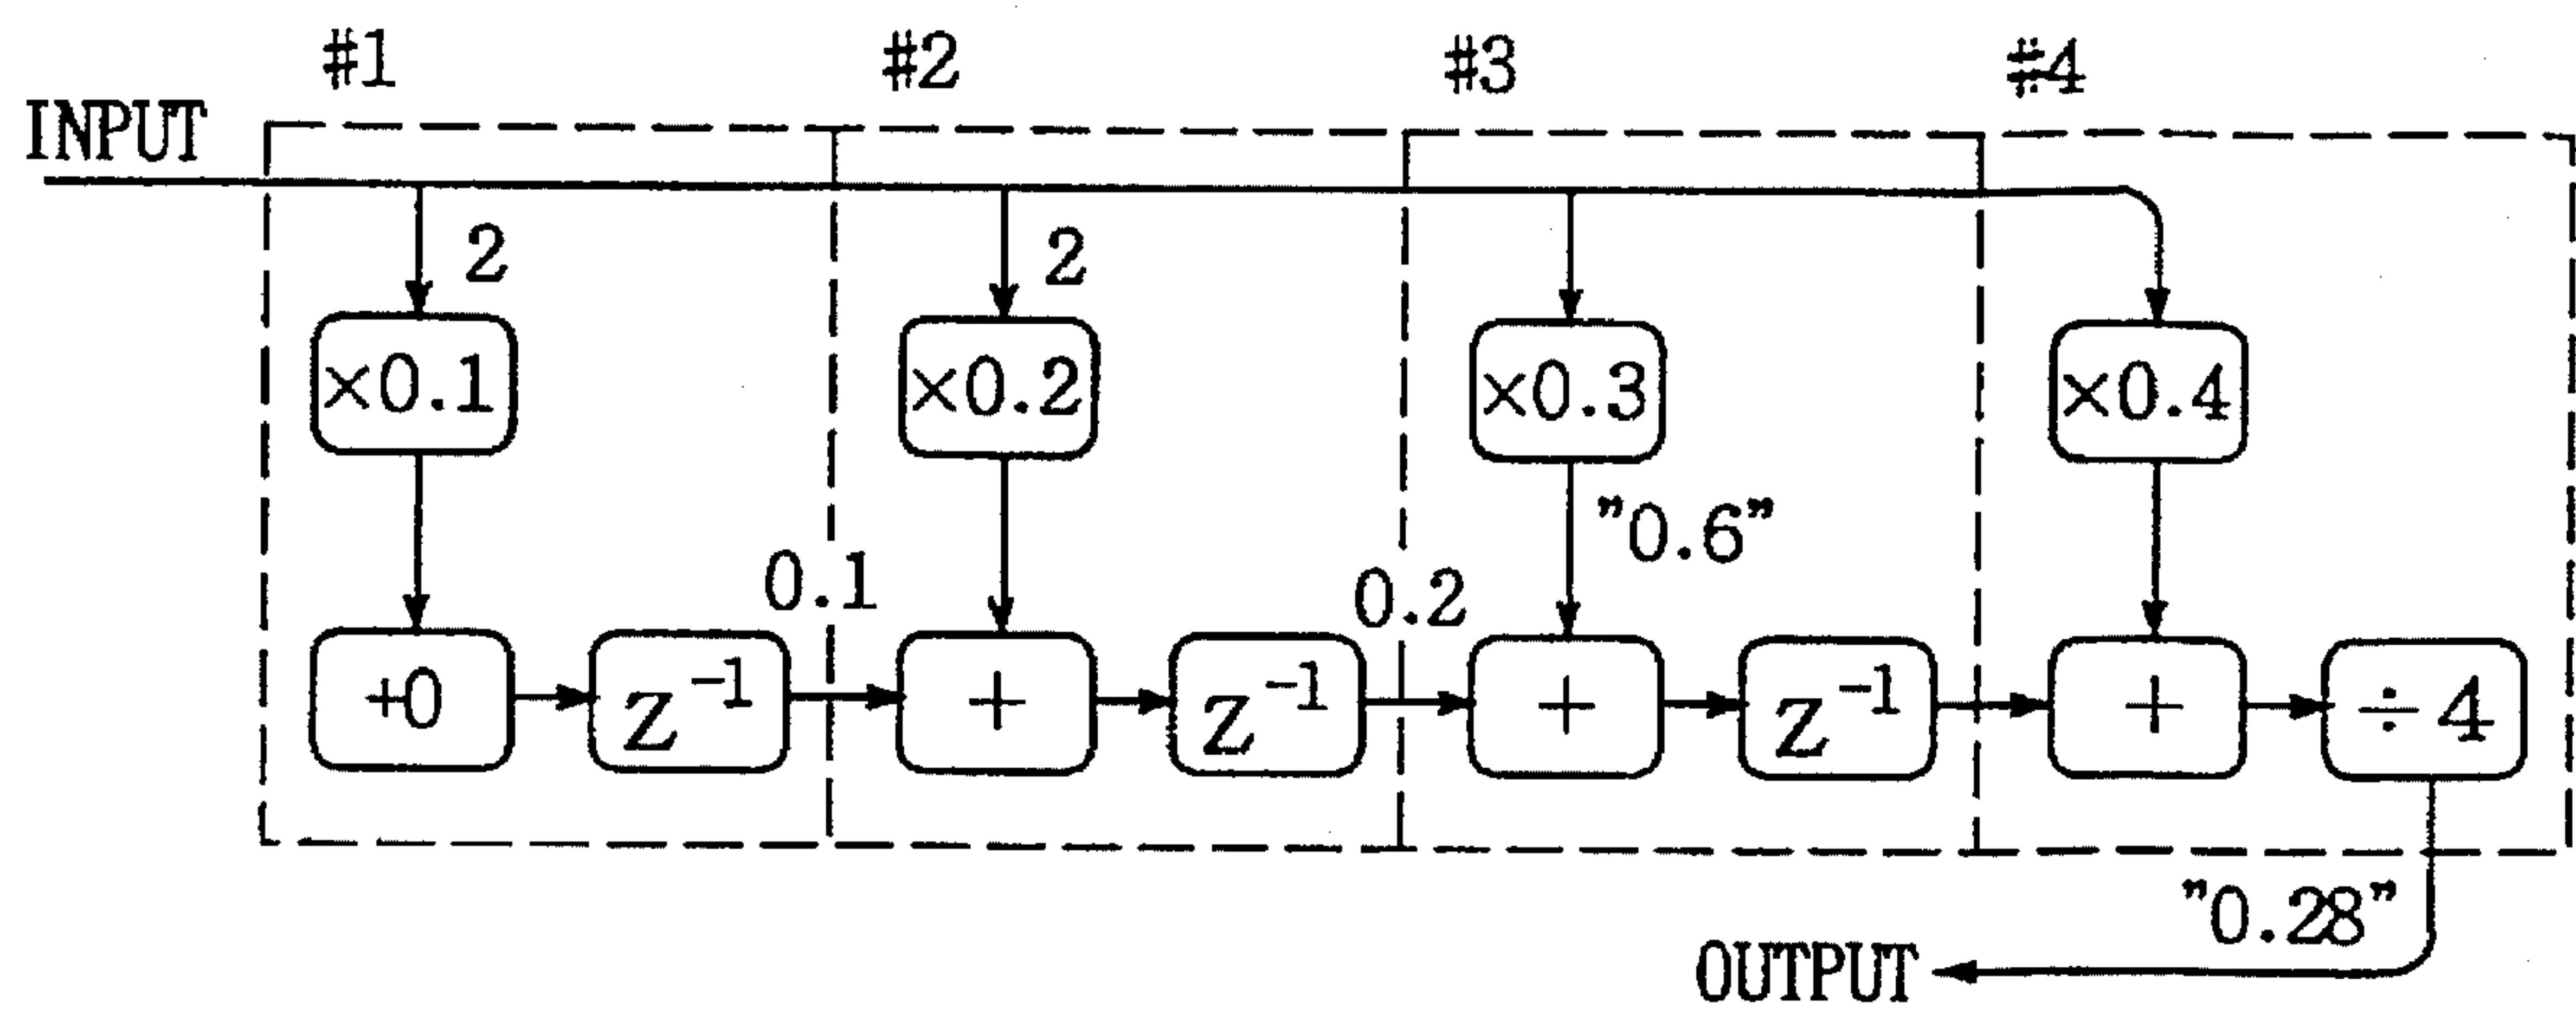 #1 #2 #3 #4
INPUT
2 2
×0.1 ×0.2 ×0.3 ×0.4
"0.6"
0.1 0.2
+0 Z⁻¹ + Z⁻¹ + Z⁻¹ + ÷4
"0.28"
OUTPUT